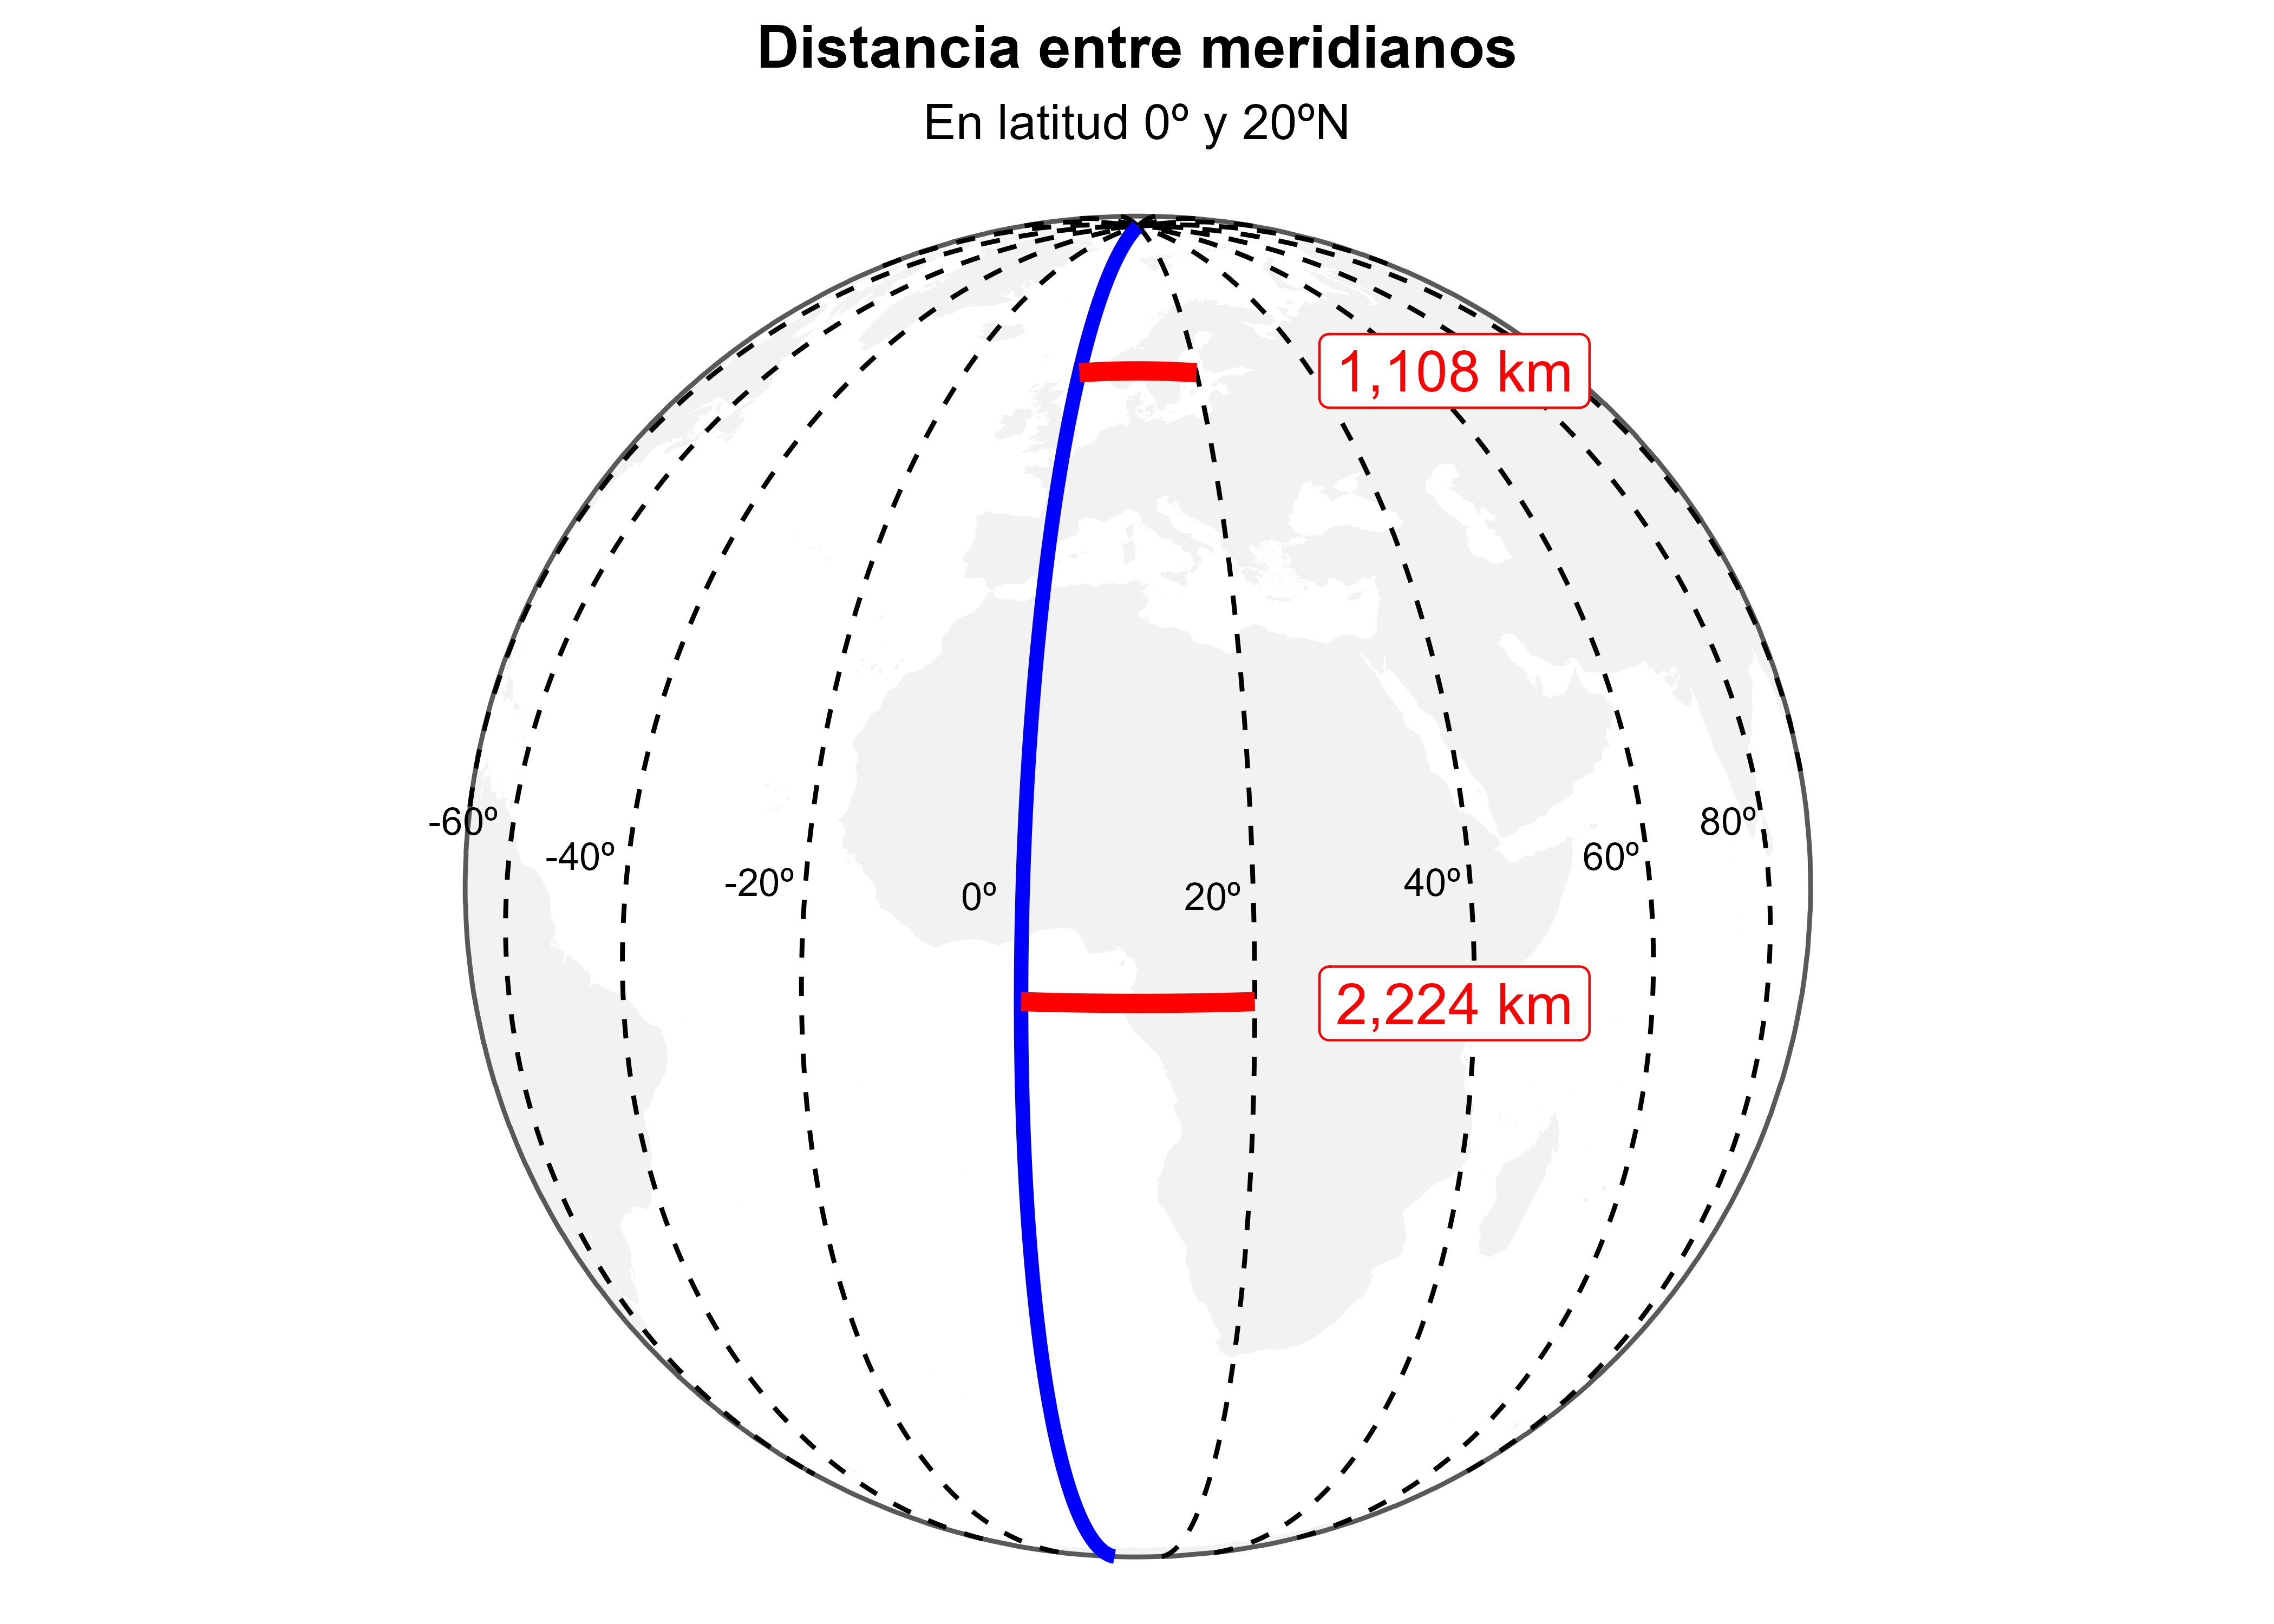 Distancia entre meridianos
En latitud 0º y 20ºN
1,108 km
-60º
-40º
-20º
0º
20º
40º
60º
80º
2,224 km